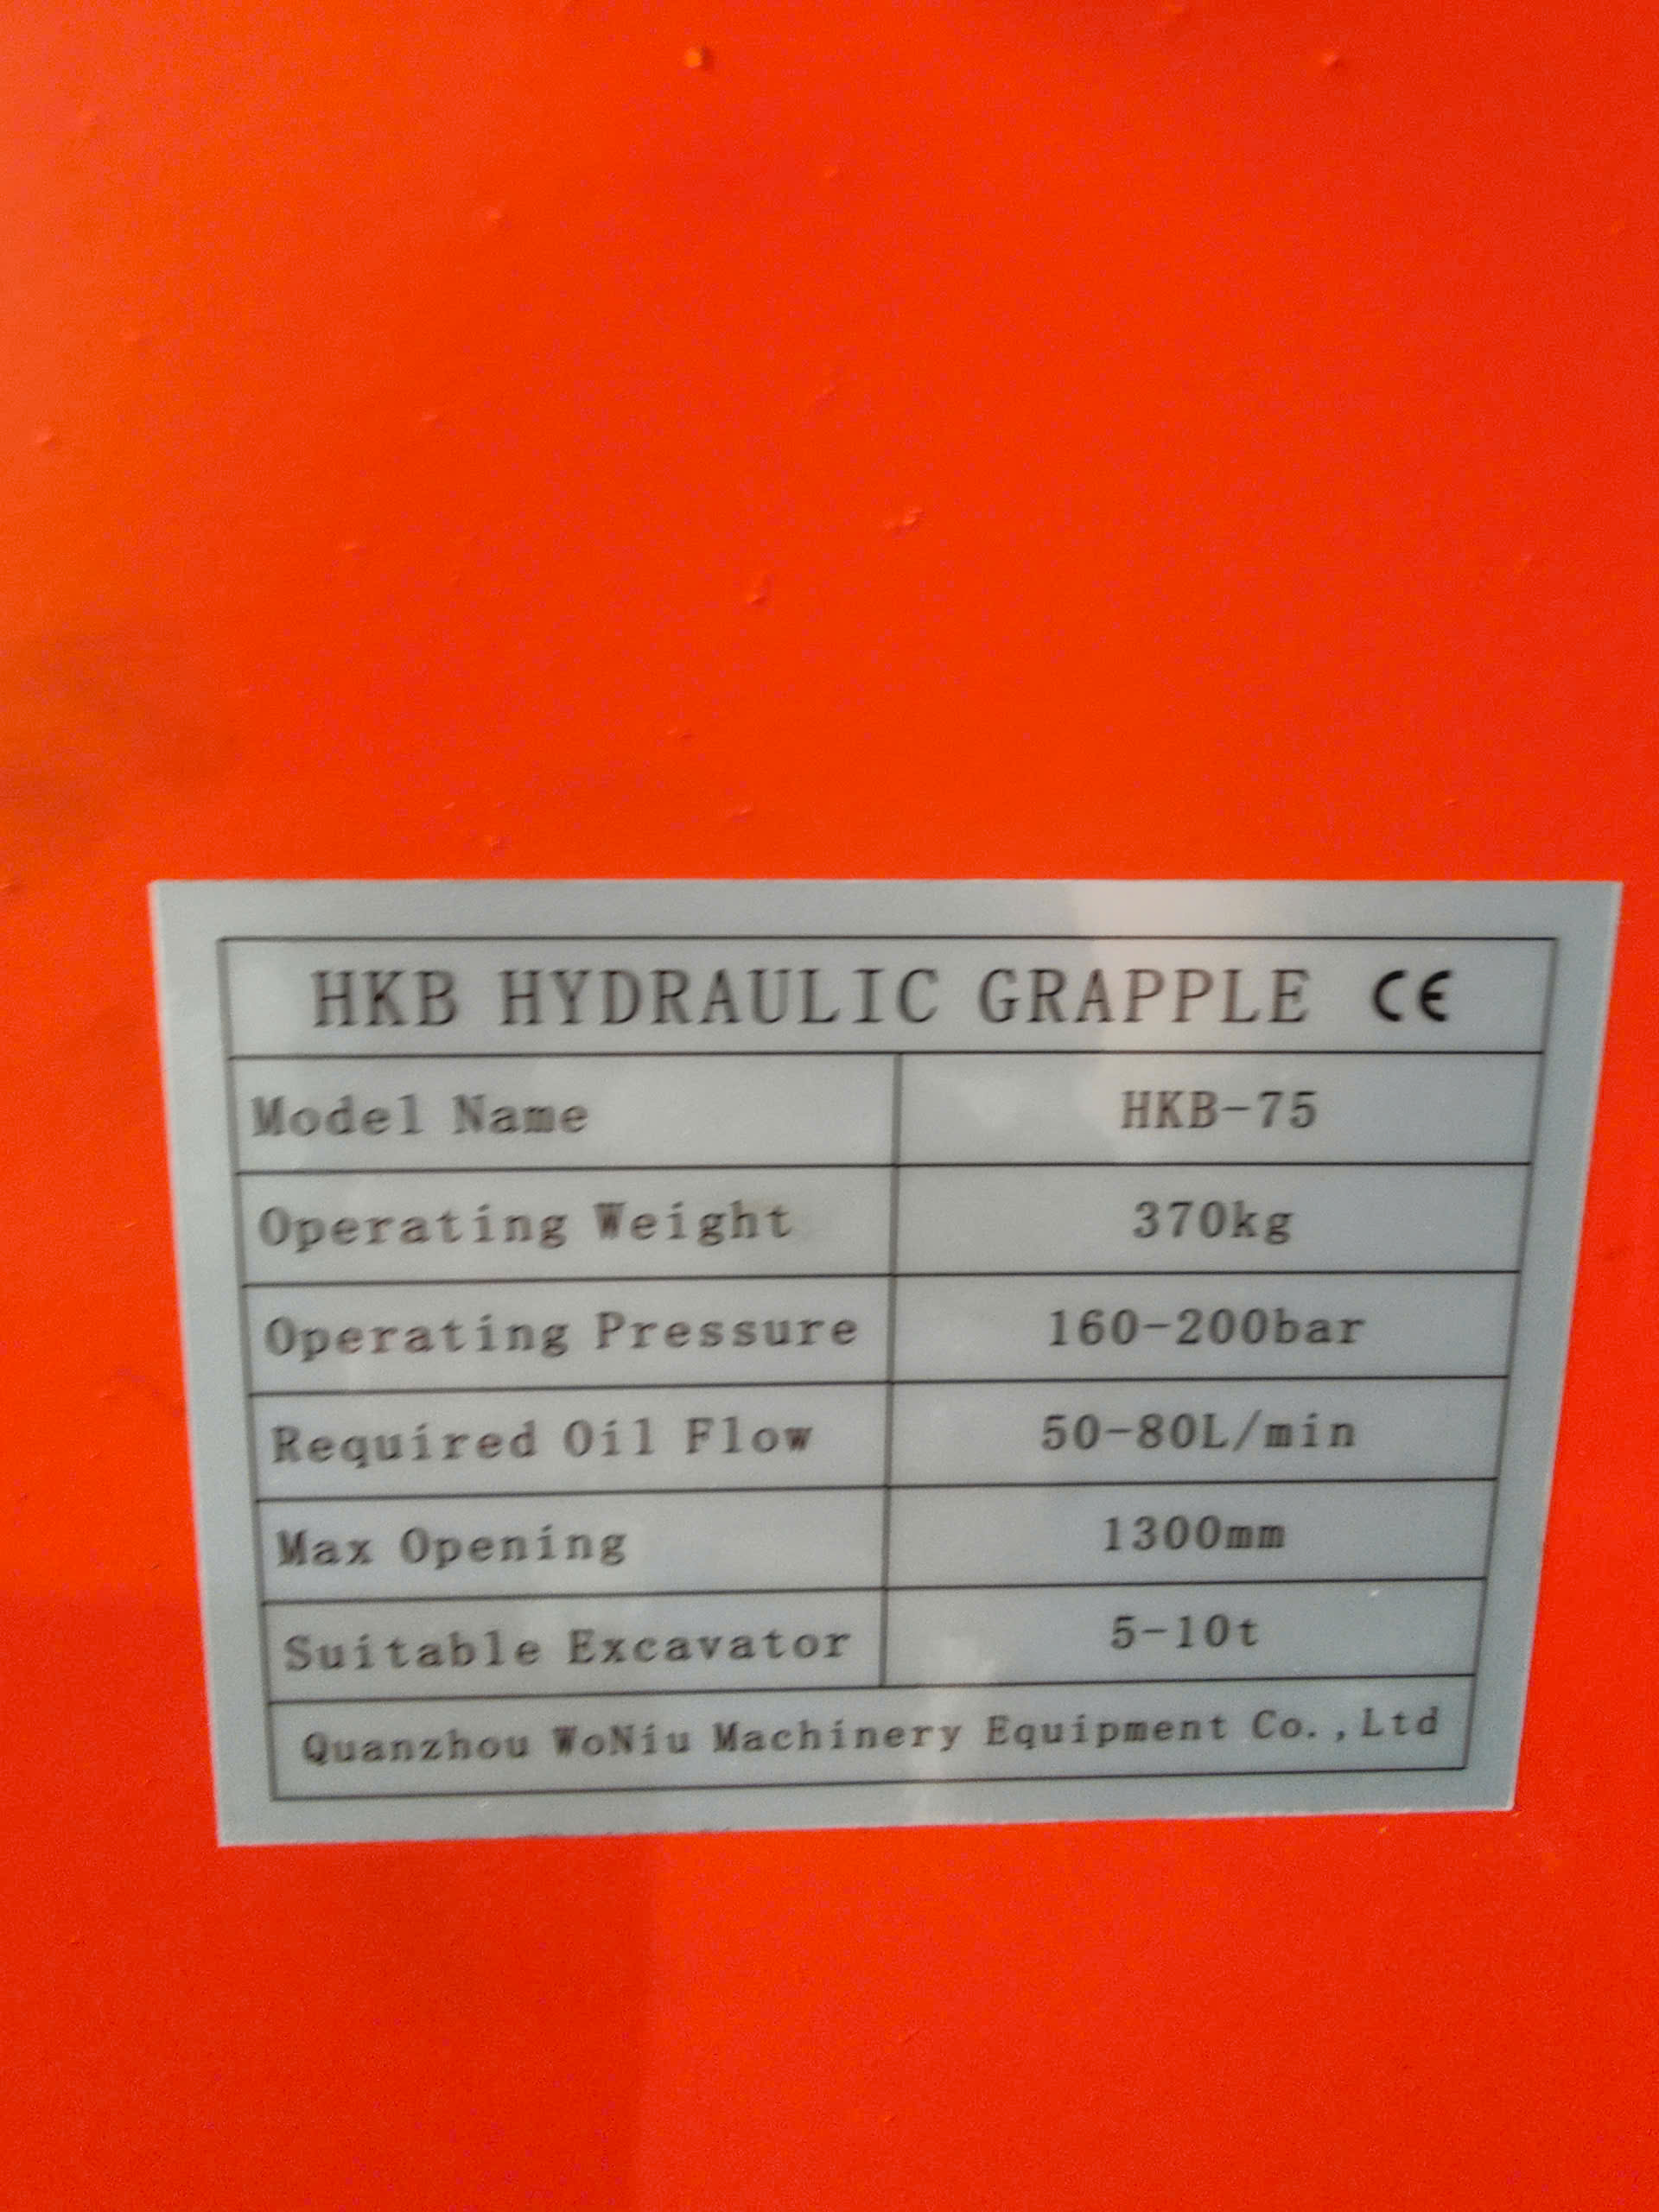 HKB HYDRAULIC GRAPPLE CE
Model Name HKB-75
Operating Weight 370kg
Operating Pressure 160-200bar
Required Oil Flow 50-80L/min
Max Opening 1300mm
Suitable Excavator 5-10t
Quanzhou WoNiu Machinery Equipment Co.,Ltd